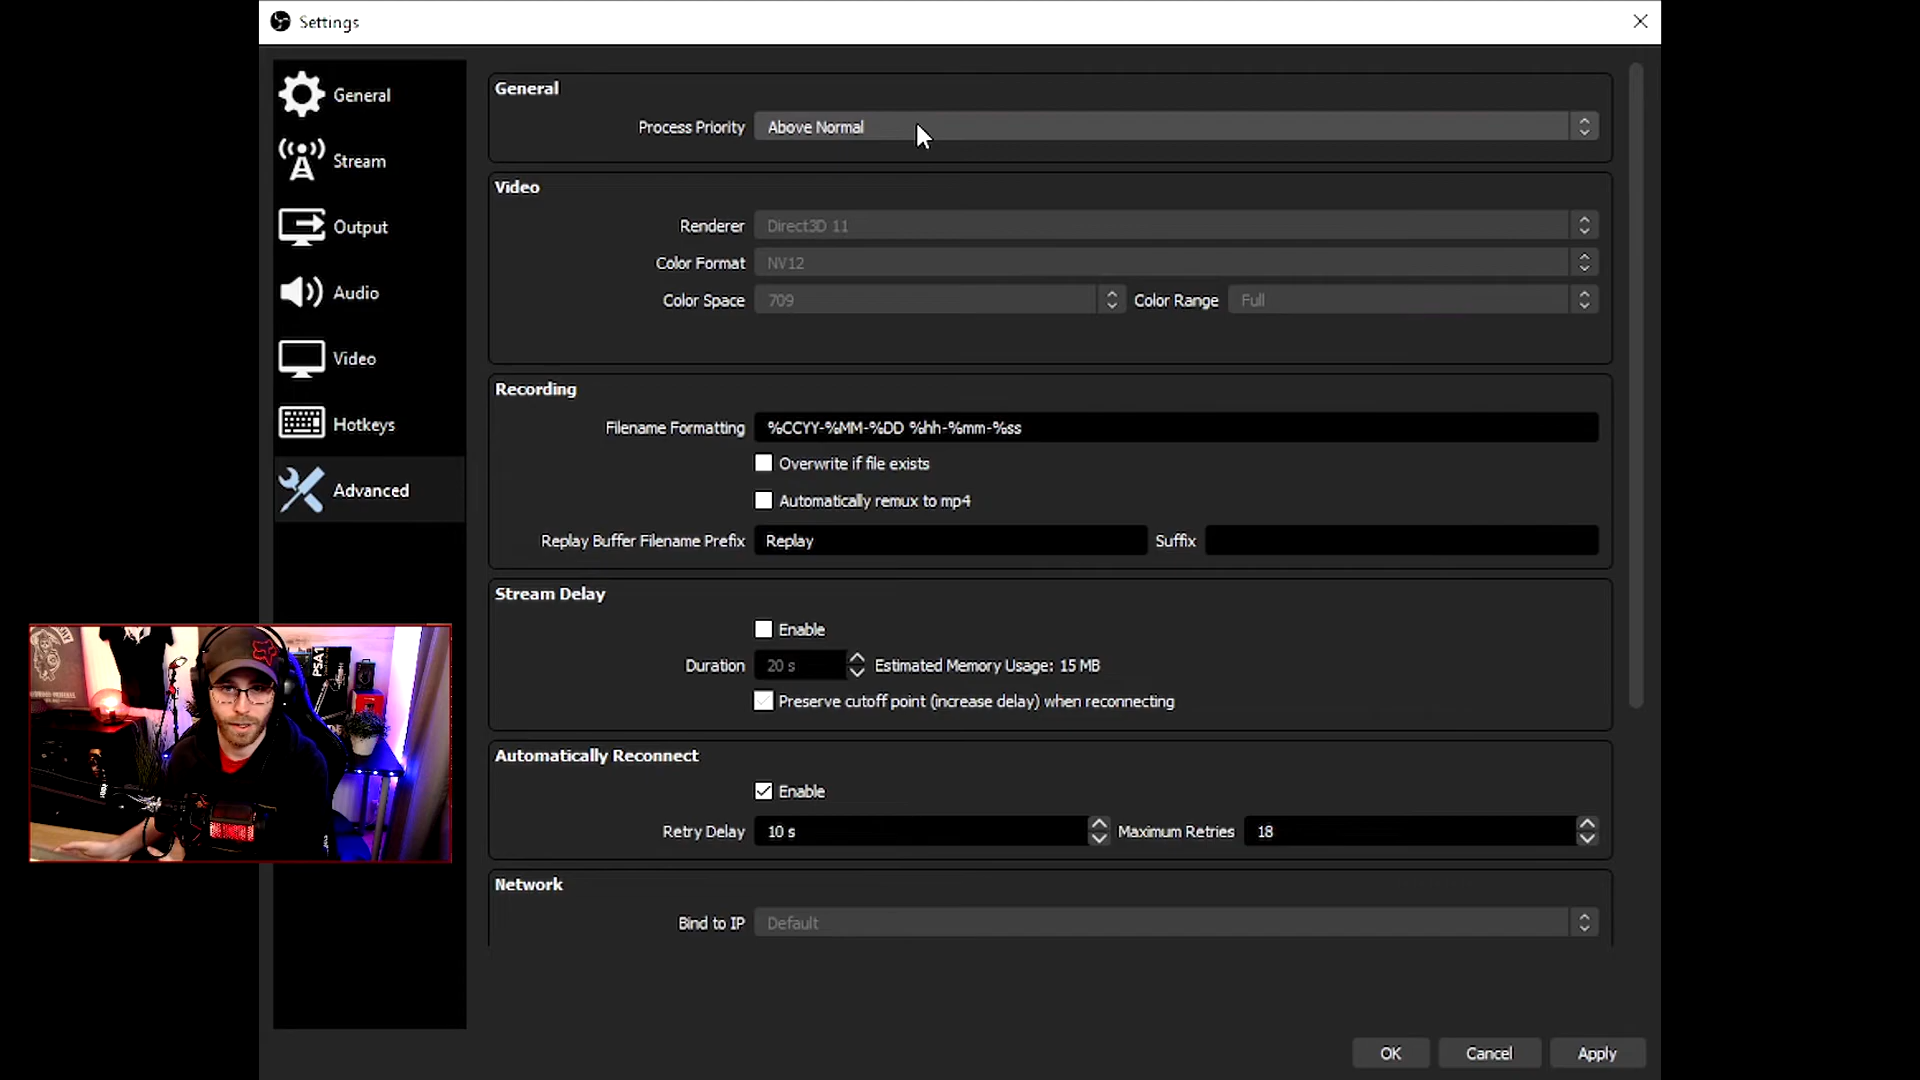 Settings
General
Stream
Output
Audio
Video
Hotkeys
Advanced
General
Process Priority Above Normal
Video
Renderer Direct3D 11
Color Format NV12
Color Space 709 Color Range Full
Recording
Filename Formatting %CCYY-%MM-%DD %hh-%mm-%ss
Overwrite if file exists
Automatically remux to mp4
Replay Buffer Filename Prefix Replay Suffix
Stream Delay
Enable
Duration 20 s Estimated Memory Usage: 15 MB
Preserve cutoff point (increase delay) when reconnecting
Automatically Reconnect
Enable
Retry Delay 10 s Maximum Retries 18
Network
Bind to IP Default
OK Cancel Apply
PSA1